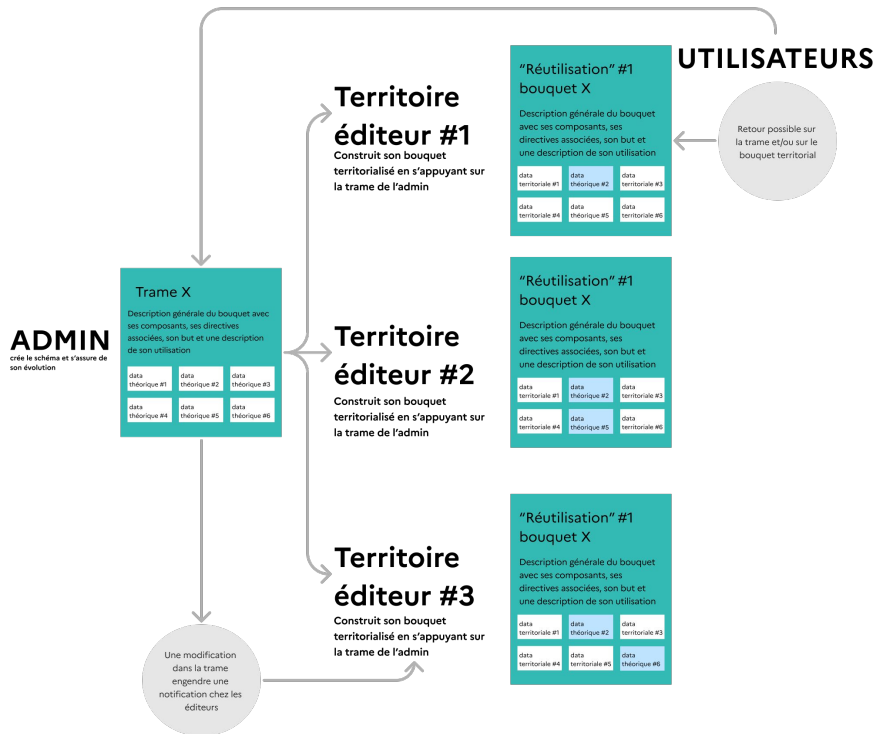 UTILISATEURS
Retour possible sur
la trame et/ou sur le
bouquet territorial
ADMIN
crée le schéma et s'assure de
son évolution
Trame X
Description générale du bouquet avec
ses composants, ses directives
associées, son but et une description
de son utilisation
data
théorique #1
data
théorique #2
data
théorique #3
data
théorique #4
data
théorique #5
data
théorique #6
Une modification
dans la trame
engendre une
notification chez les
éditeurs
Territoire
éditeur #1
Construit son bouquet
territorialisé en s'appuyant sur
la trame de l'admin
“Réutilisation” #1
bouquet X
Description générale du bouquet
avec ses composants, ses
directives associées, son but et
une description de son utilisation
data
territoriale #1
data
théorique #2
data
territoriale #3
data
territoriale #4
data
théorique #5
data
territoriale #6
Territoire
éditeur #2
Construit son bouquet
territorialisé en s'appuyant sur
la trame de l'admin
“Réutilisation” #1
bouquet X
Description générale du bouquet
avec ses composants, ses
directives associées, son but et
une description de son utilisation
data
territoriale #1
data
théorique #2
data
territoriale #3
data
territoriale #4
data
théorique #5
data
territoriale #6
Territoire
éditeur #3
Construit son bouquet
territorialisé en s'appuyant sur
la trame de l'admin
“Réutilisation” #1
bouquet X
Description générale du bouquet
avec ses composants, ses
directives associées, son but et
une description de son utilisation
data
territoriale #1
data
théorique #2
data
territoriale #3
data
territoriale #4
data
territoriale #5
data
théorique #6